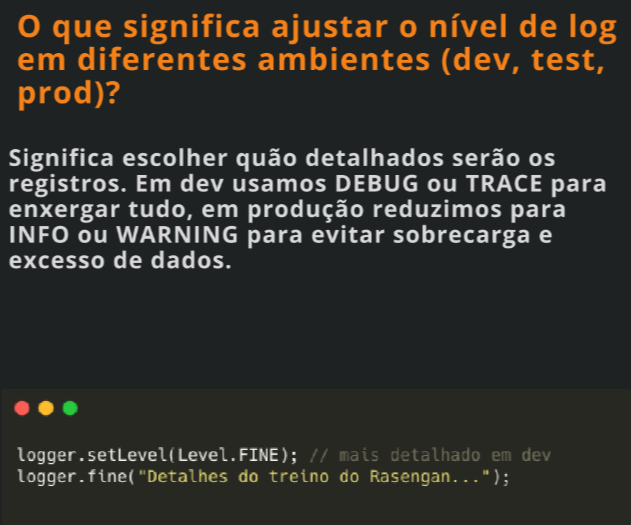 O que significa ajustar o nível de log
em diferentes ambientes (dev, test,
prod)?
Significa escolher quão detalhados serão os
registros. Em dev usamos DEBUG ou TRACE para
enxergar tudo, em produção reduzimos para
INFO ou WARNING para evitar sobrecarga e
excesso de dados.
logger.setLevel(Level.FINE); // mais detalhado em dev
logger.fine("Detalhes do treino do Rasengan...");